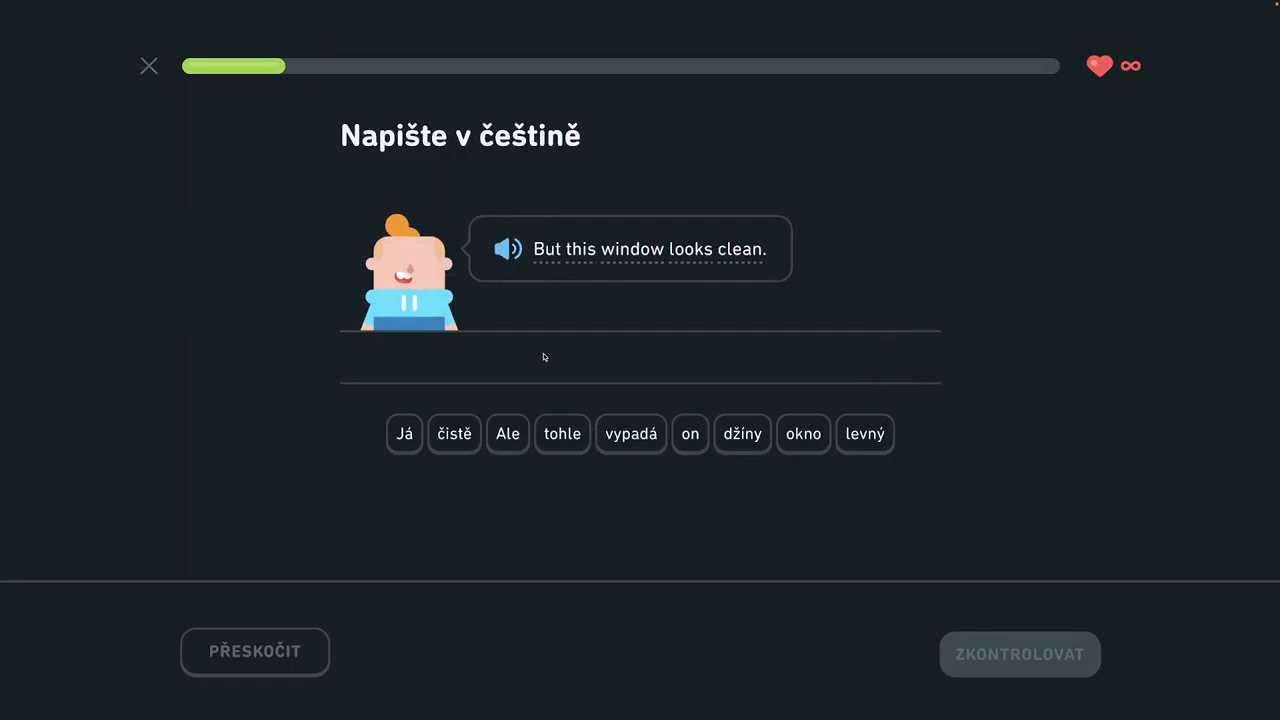 Napište v češtině
But this window looks clean.
Já čistě Ale tohle vypadá on džíny okno levný
PŘESKOČIT
ZKONTROLOVAT